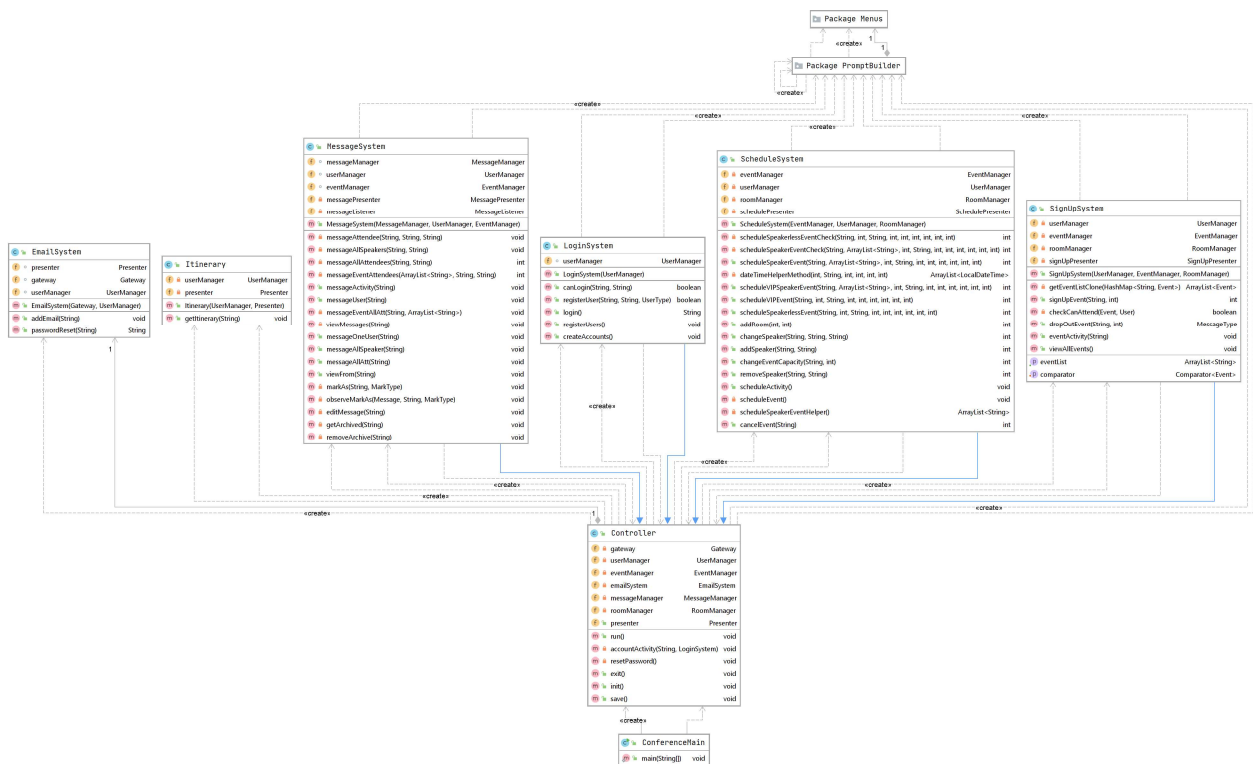 Package Menus
«create»
1
1
Package PromptBuilder
«create»
«create»
«create»
«create»
MessageSystem
messageManager MessageManager
userManager UserManager
eventManager EventManager
messagePresenter MessagePresenter
messageListener MessageListener
MessageSystem(MessageManager, UserManager, EventManager)
messageAttendee(String, String, String) void
messageAllSpeakers(String, String) void
messageAllAttendees(String, String) int
messageEventAttendees(ArrayList<String>, String, String) int
messageActivity(String) void
messageUser(String) void
messageEventAllAtt(String, ArrayList<String>) void
viewMessages(String) void
messageOneUser(String) void
messageAllSpeaker(String) void
messageAllAtt(String) void
viewFrom(String) void
markAs(String, MarkType) void
observeMarkAs(Message, String, MarkType) void
editMessage(String) void
getArchived(String) void
removeArchive(String) void
ScheduleSystem
eventManager EventManager
userManager UserManager
roomManager RoomManager
schedulePresenter SchedulePresenter
ScheduleSystem(EventManager, UserManager, RoomManager)
scheduleSpeakerlessEventCheck(String, int, String, int, int, int, int, int) int
scheduleSpeakerEventCheck(String, ArrayList<String>, int, String, int, int, int, int, int) int
scheduleSpeakerEvent(String, ArrayList<String>, int, String, int, int, int, int, int) int
dateTimeHelperMethod(int, String, int, int, int, int) ArrayList<LocalDateTime>
scheduleVIPSpeakerEvent(String, ArrayList<String>, int, String, int, int, int, int, int) int
scheduleVIPEvent(String, int, String, int, int, int, int, int) int
scheduleSpeakerlessEvent(String, int, String, int, int, int, int, int) int
addRoom(int, int) int
changeSpeaker(String, String, String) int
addSpeaker(String, String) int
changeEventCapacity(String, int) int
removeSpeaker(String, String) int
scheduleActivity() void
scheduleEvent() void
scheduleSpeakerEventHelper() ArrayList<String>
cancelEvent(String) int
SignUpSystem
userManager UserManager
eventManager EventManager
roomManager RoomManager
signUpPresenter SignUpPresenter
SignUpSystem(UserManager, EventManager, RoomManager)
getEventListClone(HashMap<String, Event>) ArrayList<Event>
signUpEvent(String, int) int
checkCanAttend(Event, User) boolean
dropOutEvent(String, int) MessageType
eventActivity(String) void
viewAllEvents() void
eventList ArrayList<String>
comparator Comparator<Event>
LoginSystem
userManager UserManager
LoginSystem(UserManager)
canLogin(String, String) boolean
registerUser(String, String, UserType) boolean
login() String
registerUsers() void
createAccounts() void
EmailSystem
presenter Presenter
gateway Gateway
userManager UserManager
EmailSystem(Gateway, UserManager)
addEmail(String) void
passwordReset(String) String
Itinerary
userManager UserManager
presenter Presenter
Itinerary(UserManager, Presenter)
getItinerary(String) void
1
«create»
«create»
«create»
«create»
«create»
«create»
«create»
1
Controller
gateway Gateway
userManager UserManager
eventManager EventManager
emailSystem EmailSystem
messageManager MessageManager
roomManager RoomManager
presenter Presenter
run() void
accountActivity(String, LoginSystem) void
resetPassword() void
exit() void
init() void
save() void
«create»
ConferenceMain
main(String[]) void